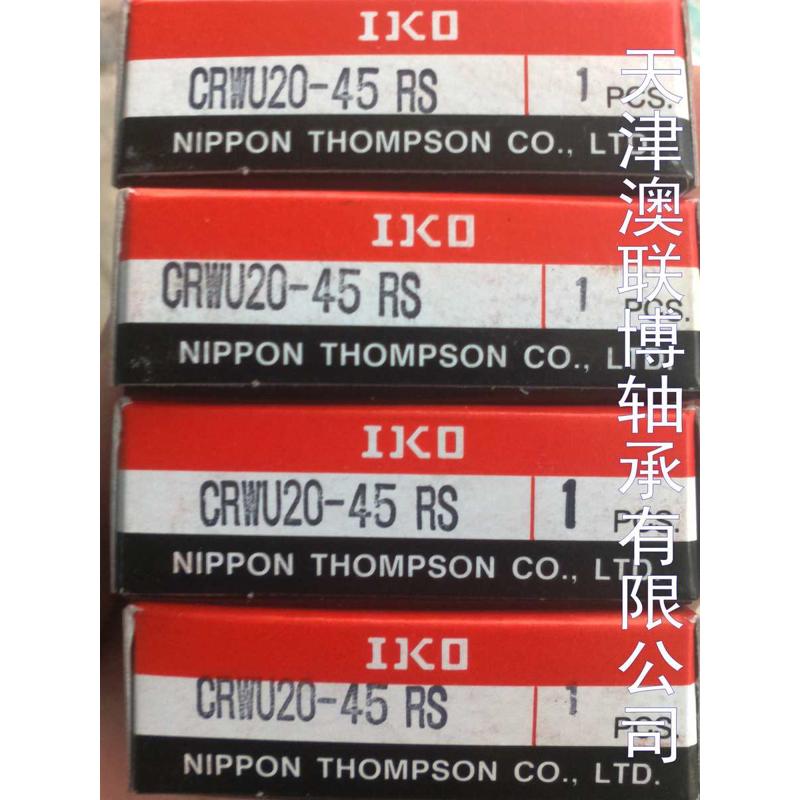 IKO
CRWU20-45 RS 1 PCS.
NIPPON THOMPSON CO., LTD.
IKO
CRWU20-45 RS 1 PCS.
NIPPON THOMPSON CO., LTD.
IKO
CRWU20-45 RS 1 PCS.
NIPPON THOMPSON CO., LTD.
IKO
CRWU20-45 RS 1 PCS.
NIPPON THOMPSON CO., LTD.
天津澳联博轴承有限公司